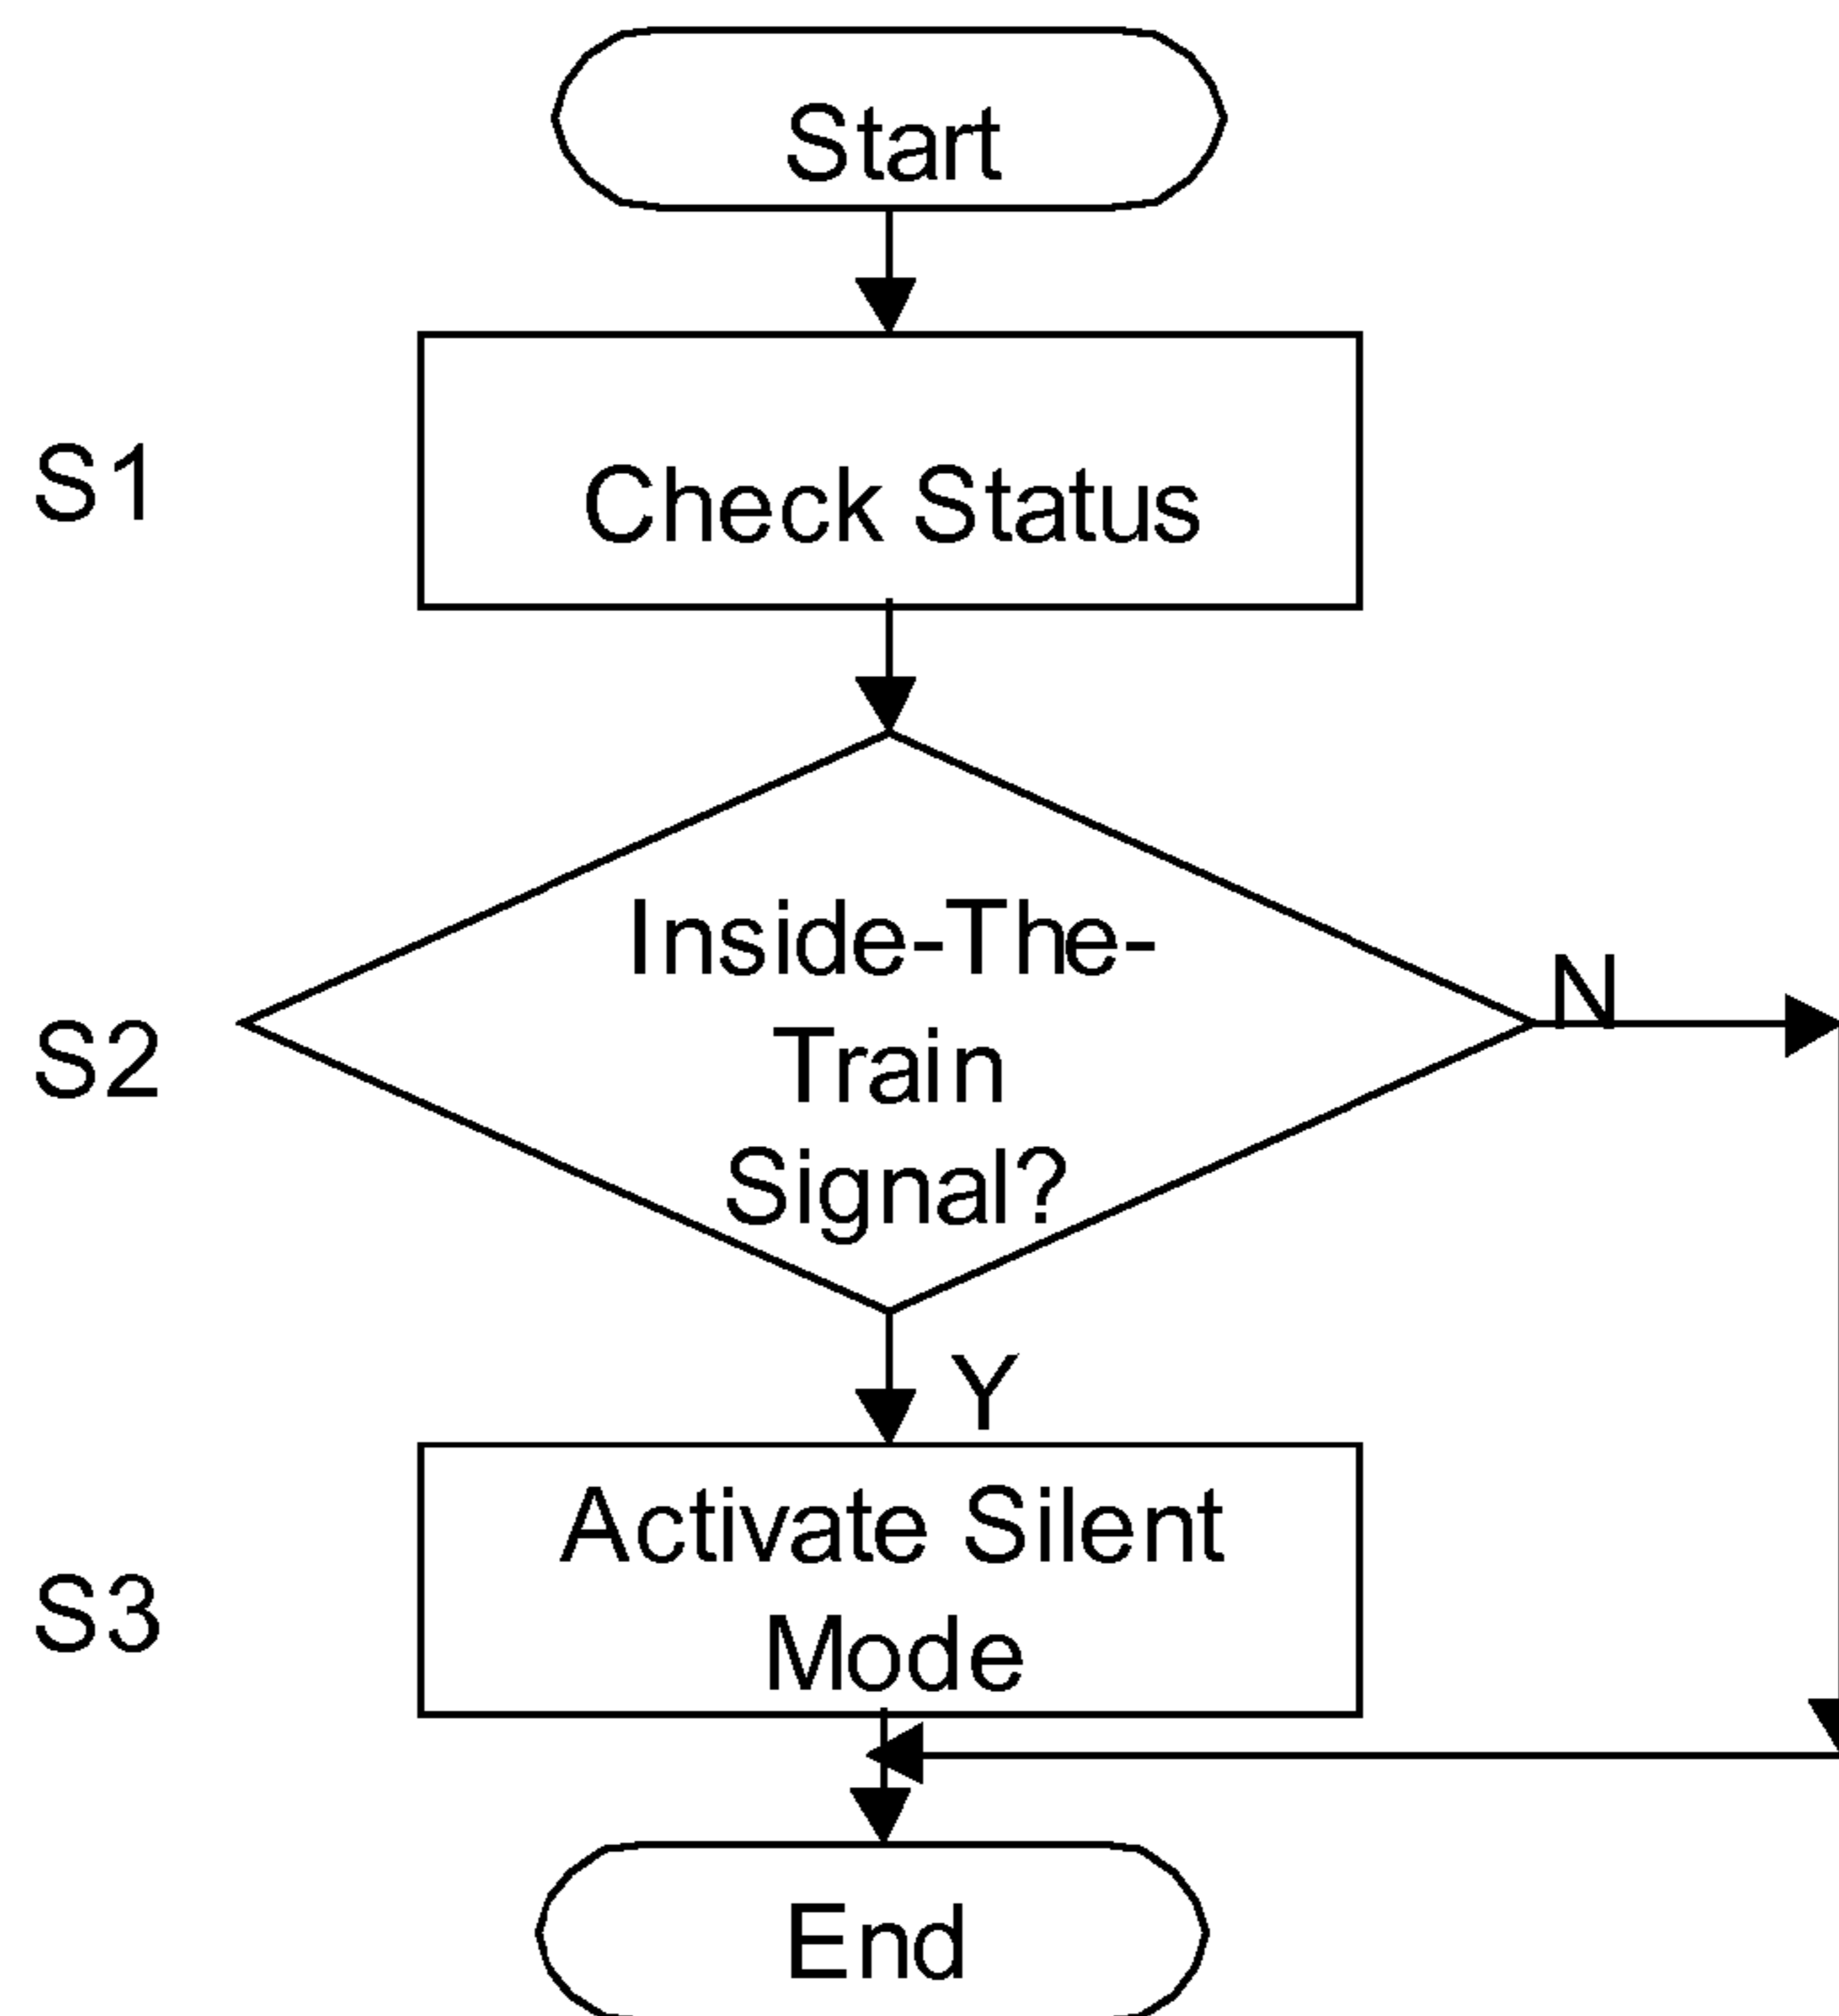 Start
S1
Check Status
Inside-The-
N
S2
Train
Signal?
Y
Activate Silent
S3
Mode
End